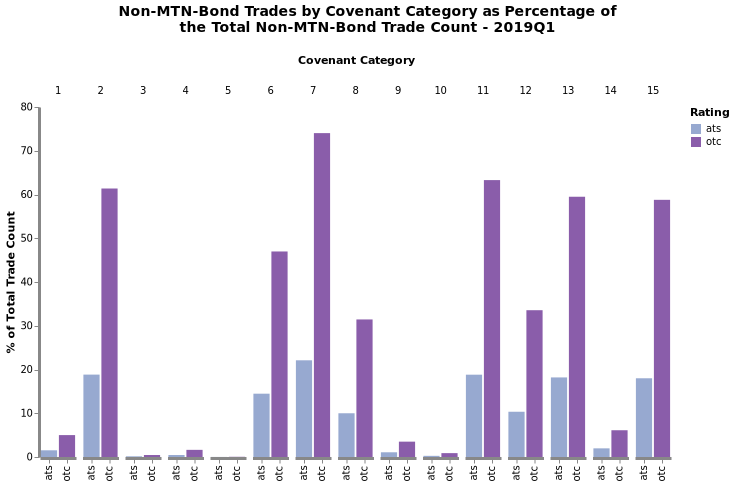 Non-MTN-Bond Trades by Covenant Category as Percentage of
the Total Non-MTN-Bond Trade Count - 2019Q1
Covenant Category
1 2 3 4 5 6 7 8 9 10 11 12 13 14 15
Rating
ats
otc
% of Total Trade Count
80
70
60
50
40
30
20
10
0
ats otc ats otc ats otc ats otc ats otc ats otc ats otc ats otc ats otc ats otc ats otc ats otc ats otc ats otc ats otc